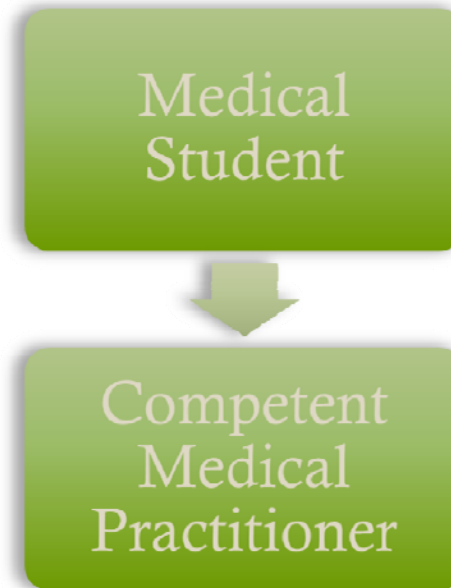 Medical
Student
Competent
Medical
Practitioner